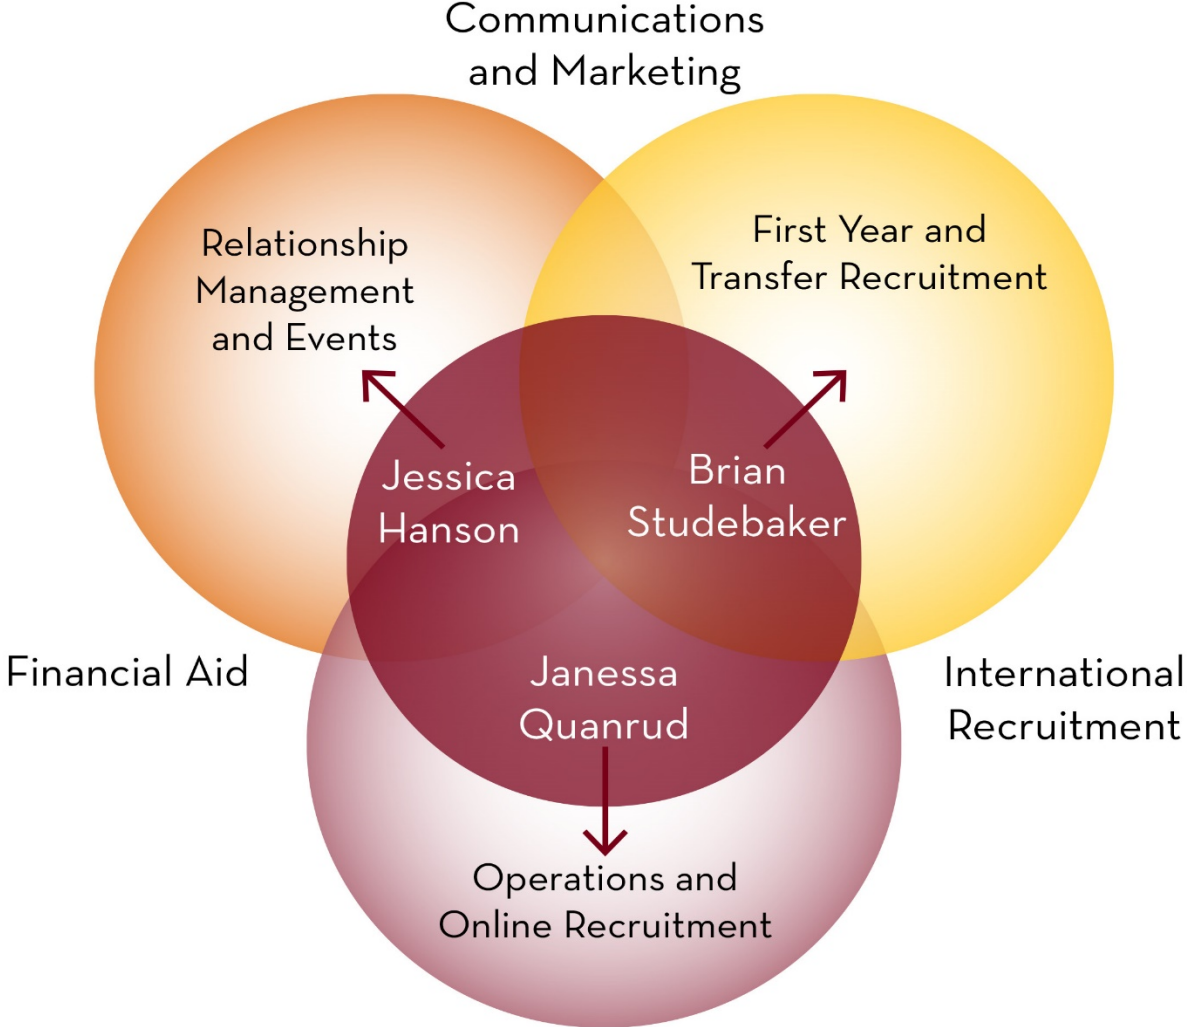 Communications
and Marketing
Relationship
Management
and Events
First Year and
Transfer Recruitment
Jessica
Hanson
Brian
Studebaker
Financial Aid
Janessa
Quanrud
International
Recruitment
Operations and
Online Recruitment